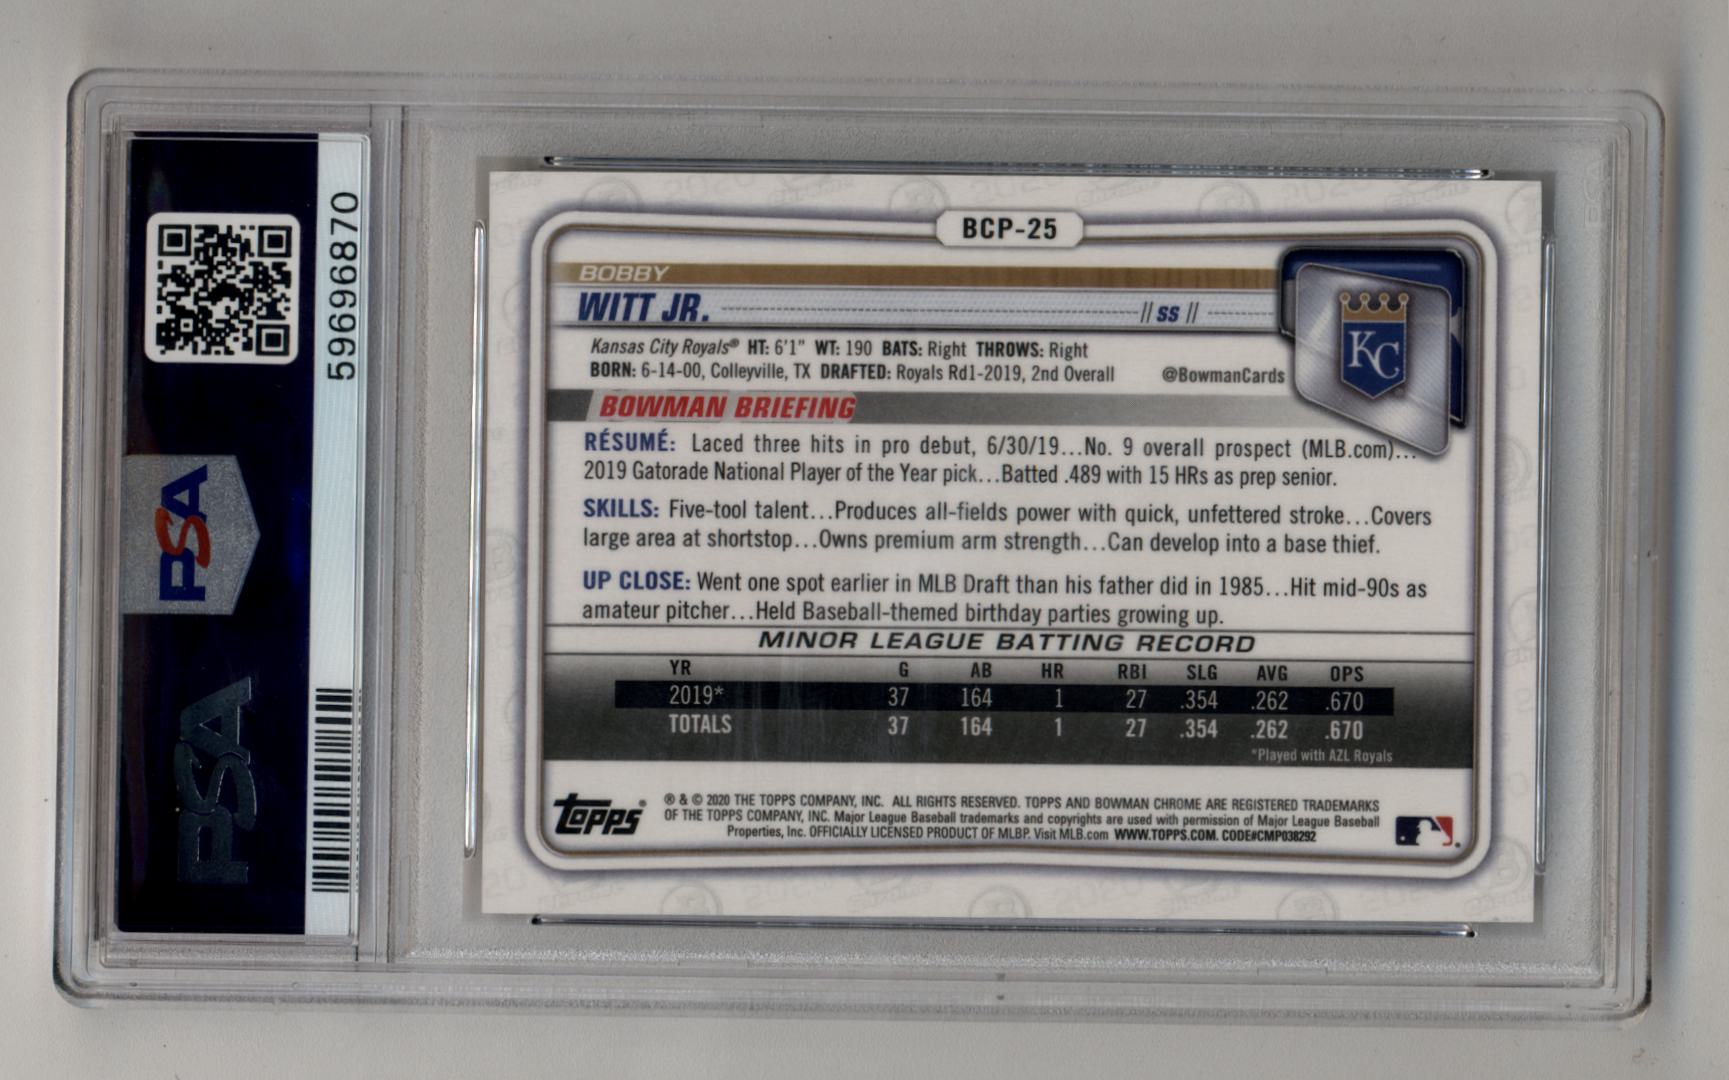 59696870
PSA
PSA
BCP-25
BOBBY
WITT JR. // SS //
KC
Kansas City Royals® HT: 6'1" WT: 190 BATS: Right THROWS: Right
BORN: 6-14-00, Colleyville, TX DRAFTED: Royals Rd1-2019, 2nd Overall @BowmanCards
BOWMAN BRIEFING
RÉSUMÉ: Laced three hits in pro debut, 6/30/19...No. 9 overall prospect (MLB.com)...
2019 Gatorade National Player of the Year pick...Batted .489 with 15 HRs as prep senior.
SKILLS: Five-tool talent...Produces all-fields power with quick, unfettered stroke...Covers
large area at shortstop...Owns premium arm strength...Can develop into a base thief.
UP CLOSE: Went one spot earlier in MLB Draft than his father did in 1985...Hit mid-90s as
amateur pitcher...Held Baseball-themed birthday parties growing up.
MINOR LEAGUE BATTING RECORD
YR G AB HR RBI SLG AVG OPS
2019* 37 164 1 27 .354 .262 .670
TOTALS 37 164 1 27 .354 .262 .670
*Played with AZL Royals
Topps® ® & © 2020 THE TOPPS COMPANY, INC. ALL RIGHTS RESERVED. TOPPS AND BOWMAN CHROME ARE REGISTERED TRADEMARKS
OF THE TOPPS COMPANY, INC. Major League Baseball trademarks and copyrights are used with permission of Major League Baseball
Properties, Inc. OFFICIALLY LICENSED PRODUCT OF MLBP. Visit MLB.com WWW.TOPPS.COM. CODE#CMP038292